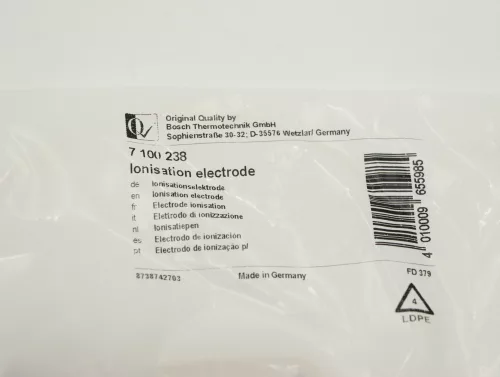 Original Quality by
Bosch Thermotechnik GmbH
Sophienstraße 30-32; D-35576 Wetzlar/ Germany
7 100 238
Ionisation electrode
de Ionisationselektrode
en Ionisation electrode
fr Electrode ionisation
it Elettrodo di ionizzazione
nl Ionisatiepen
es Electrodo de ionización
pt Electrodo de ionização pl
8738742703
Made in Germany
FD 379
4 010009 655985
4
LDPE